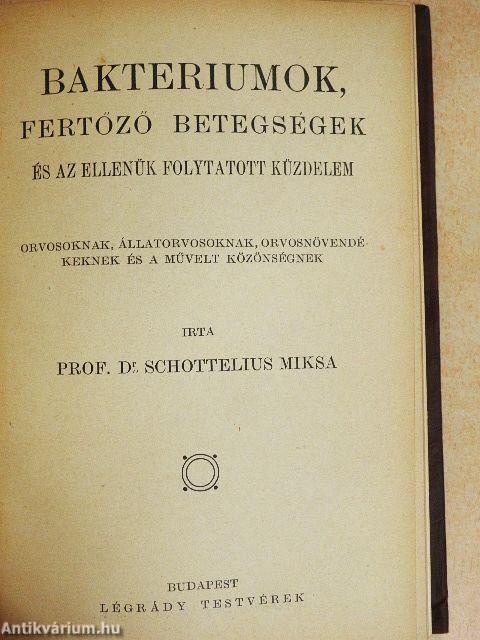 BAKTERIUMOK,
FERTŐZŐ BETEGSÉGEK
ÉS AZ ELLENÜK FOLYTATOTT KÜZDELEM
ORVOSOKNAK, ÁLLATORVOSOKNAK, ORVOSNÖVENDÉ-
KEKNEK ÉS A MŰVELT KÖZÖNSÉGNEK
IRTA
PROF. Dr. SCHOTTELIUS MIKSA
BUDAPEST
LÉGRÁDY TESTVÉREK
Antikvárium.hu